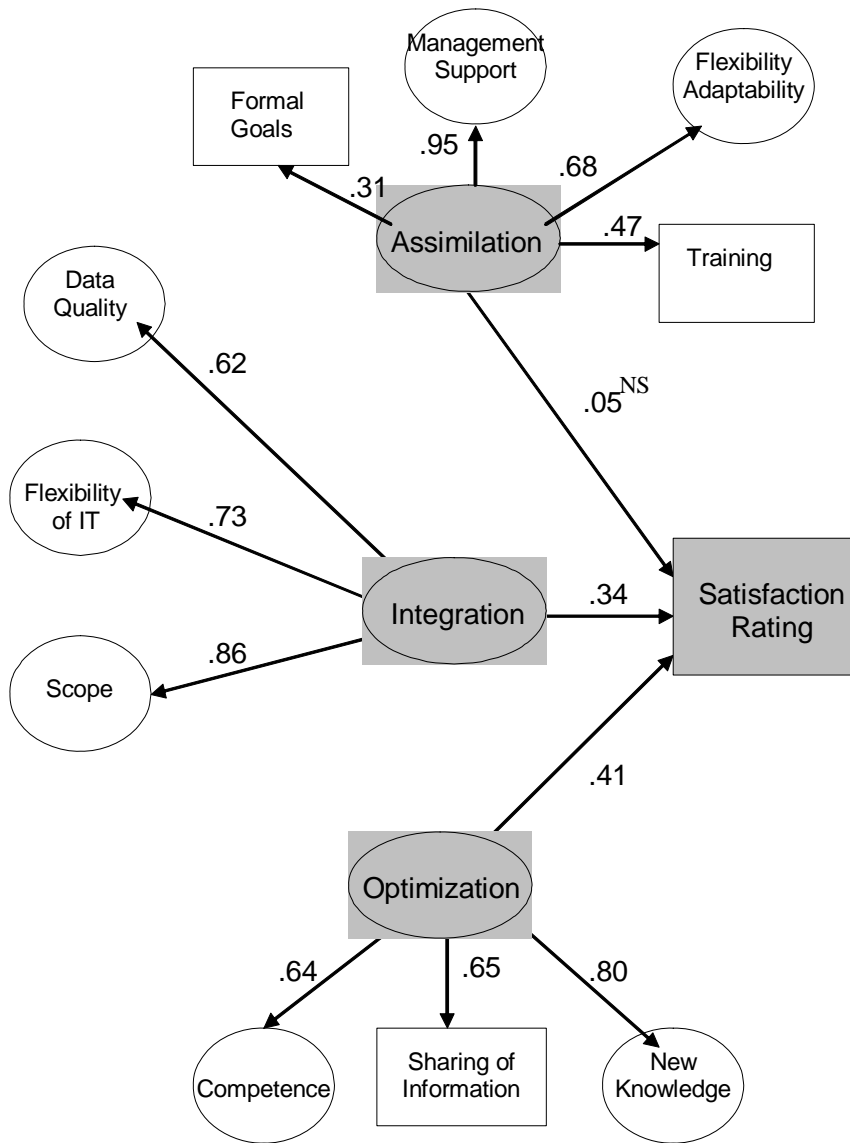 Management
Support
Flexibility
Adaptability
Formal
Goals
.95
.68
.31
.47
Assimilation
Training
Data
Quality
.62
.05NS
Flexibility
of IT
.73
Integration
.34
Satisfaction
Rating
.86
Scope
.41
Optimization
.64
.65
.80
Competence
Sharing of
Information
New
Knowledge